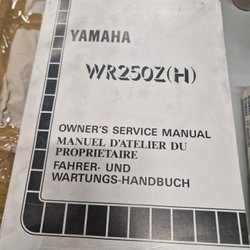 YAMAHA
WR250Z(H)
OWNER'S SERVICE MANUAL
MANUEL D'ATELIER DU
PROPRIETAIRE
FAHRER- UND
WARTUNGS-HANDBUCH